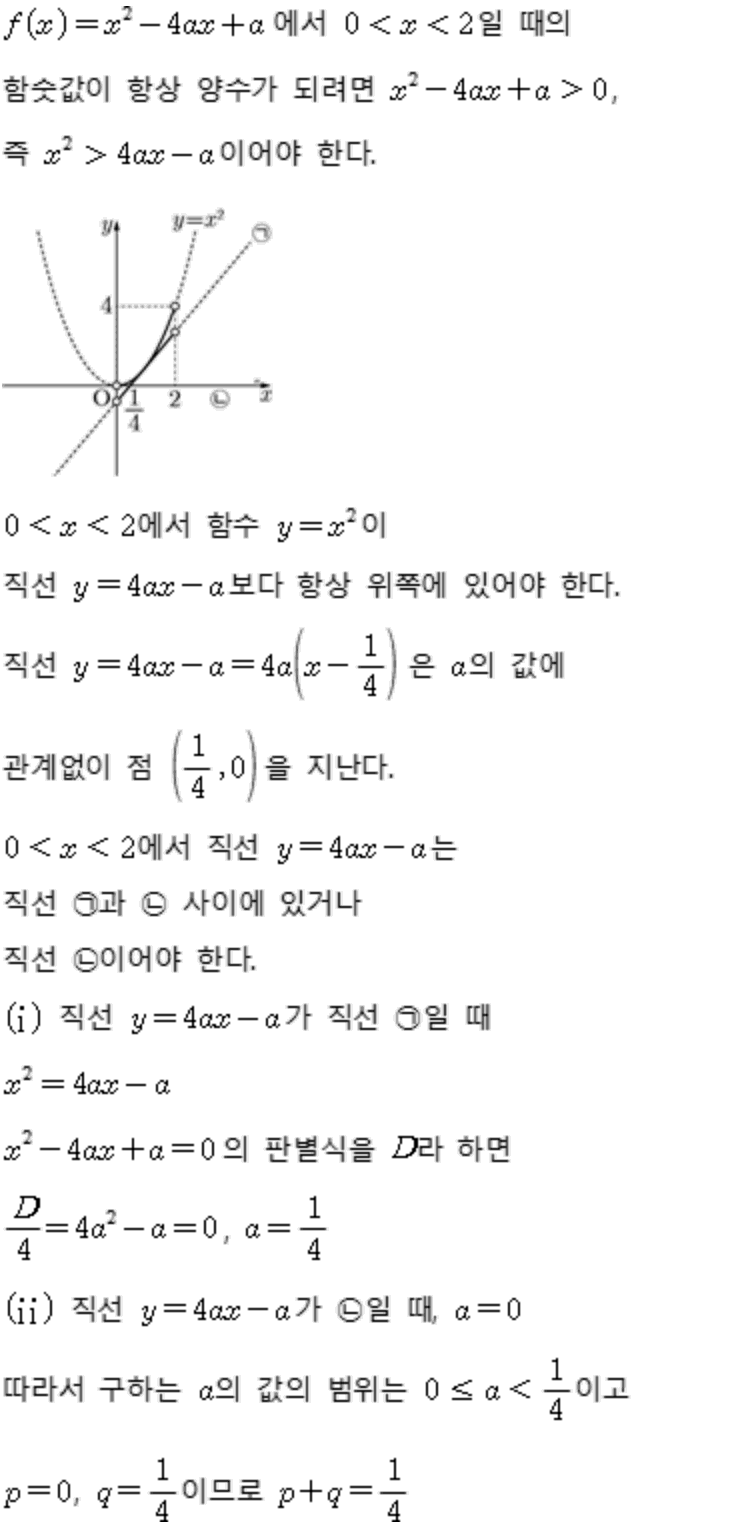 f(x)=x²−4ax+a 에서 0<x<2일 때의
함숫값이 항상 양수가 되려면 x²−4ax+a>0,
즉 x²>4ax−a이어야 한다.
y y=x² ㉠
4
O 1/4 2 ㉡ x
0<x<2에서 함수 y=x²이
직선 y=4ax−a보다 항상 위쪽에 있어야 한다.
직선 y=4ax−a=4a(x−1/4) 은 a의 값에
관계없이 점 (1/4,0)을 지난다.
0<x<2에서 직선 y=4ax−a는
직선 ㉠과 ㉡ 사이에 있거나
직선 ㉡이어야 한다.
(i) 직선 y=4ax−a가 직선 ㉠일 때
x²=4ax−a
x²−4ax+a=0의 판별식을 D라 하면
D/4=4a²−a=0, a=1/4
(ii) 직선 y=4ax−a가 ㉡일 때, a=0
따라서 구하는 a의 값의 범위는 0≤a<1/4이고
p=0, q=1/4이므로 p+q=1/4